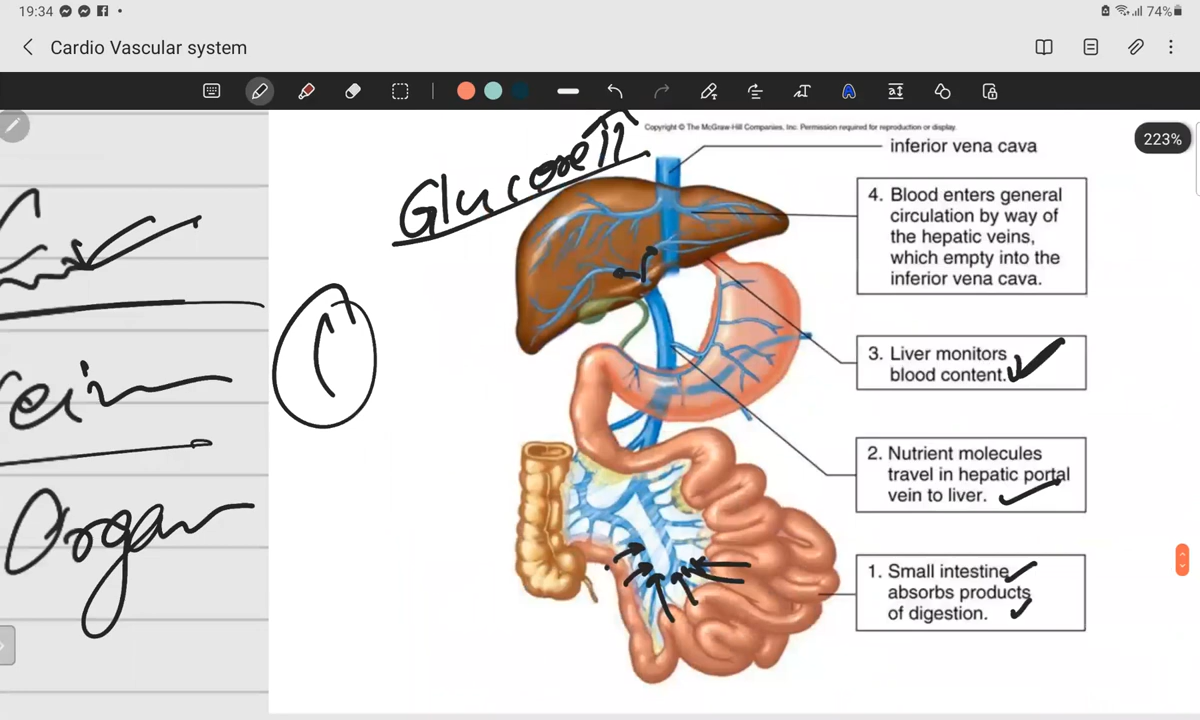 19:34
74%
Cardio Vascular system
223%
Copyright © The McGraw-Hill Companies, Inc. Permission required for reproduction or display.
Glucose
inferior vena cava
4. Blood enters general
circulation by way of
the hepatic veins,
which empty into the
inferior vena cava.
3. Liver monitors
blood content.
2. Nutrient molecules
travel in hepatic portal
vein to liver.
1. Small intestine
absorbs products
of digestion.
rein
Organ